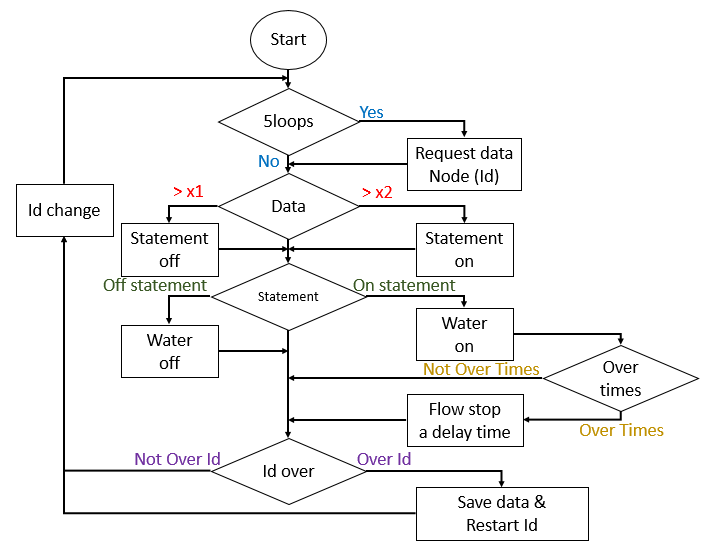 Start
5loops
Yes
Request data
Node (Id)
No
> x1
> x2
Id change
Data
Statement
off
Statement
on
Off statement
On statement
Statement
Water
off
Water
on
Not Over Times
Over
times
Flow stop
a delay time
Over Times
Not Over Id
Over Id
Id over
Save data &
Restart Id